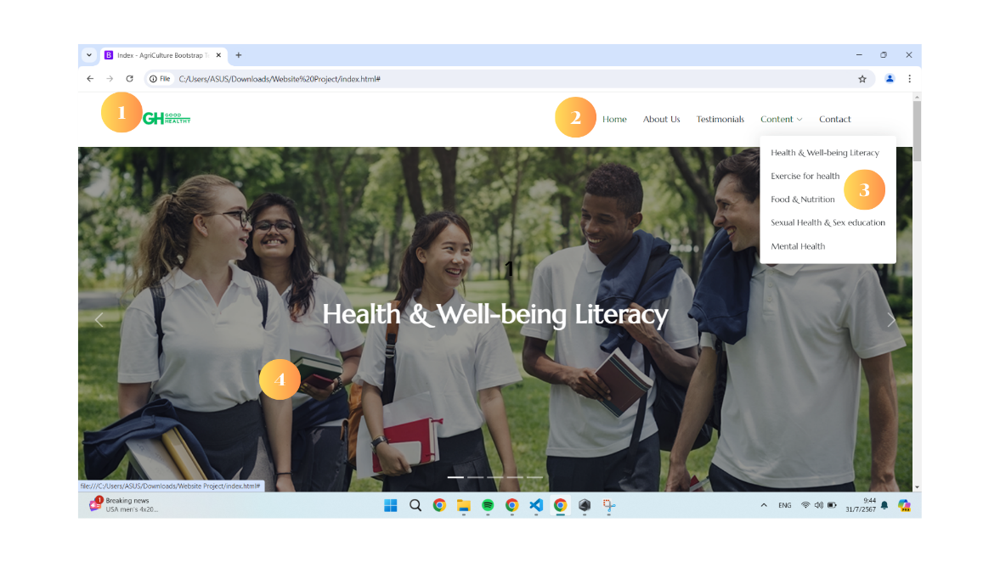 Index - AgriCulture Bootstrap Te
File
C:/Users/ASUS/Downloads/Website%20Project/index.html#
1
GH GOOD HEALTHY
2
Home
About Us
Testimonials
Content
Contact
Health & Well-being Literacy
Exercise for health
3
Food & Nutrition
Sexual Health & Sex education
Mental Health
1
Health & Well-being Literacy
4
file:///C:/Users/ASUS/Downloads/Website Project/index.html#
1
Breaking news
USA men's 4x20...
ENG
9:44
31/7/2567